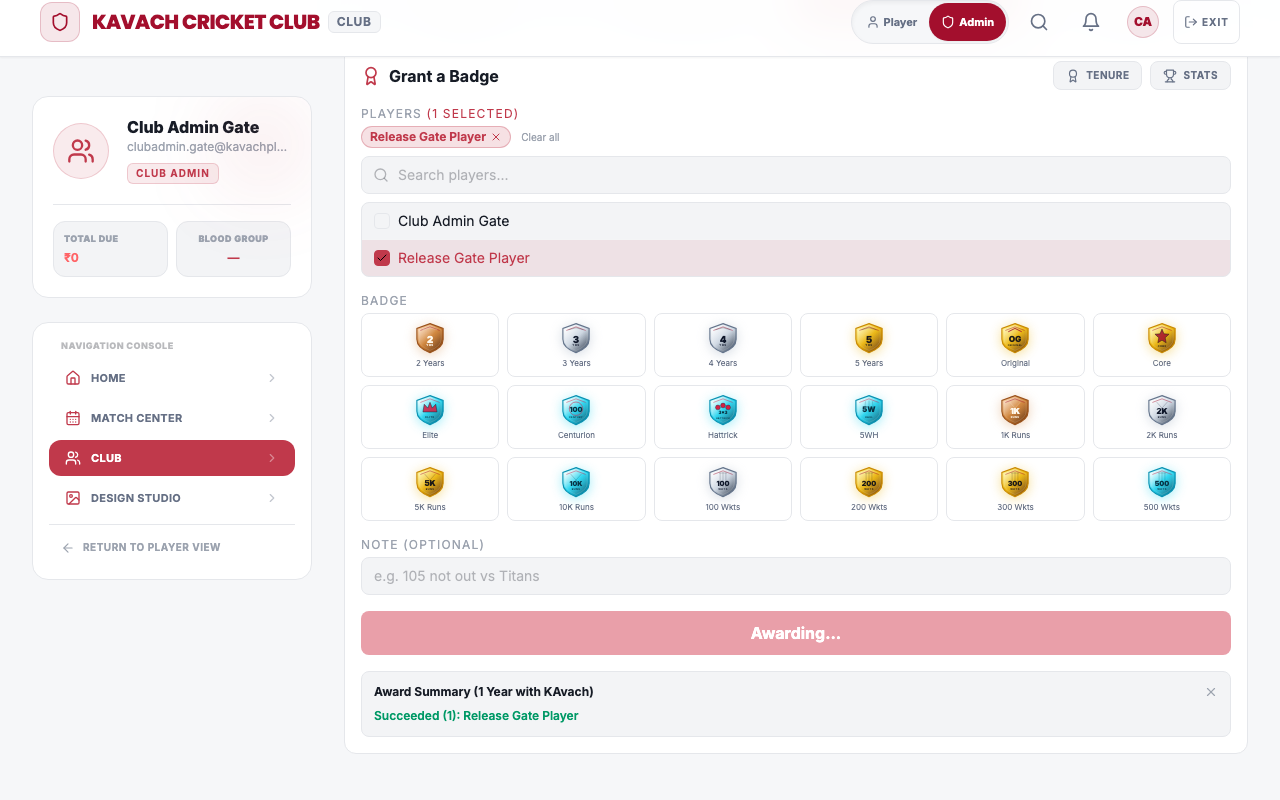 KAVACH CRICKET CLUB CLUB
Player Admin CA EXIT
Club Admin Gate
clubadmin.gate@kavachpl...
CLUB ADMIN
TOTAL DUE BLOOD GROUP
₹0 —
NAVIGATION CONSOLE
HOME
MATCH CENTER
CLUB
DESIGN STUDIO
RETURN TO PLAYER VIEW
Grant a Badge TENURE STATS
PLAYERS (1 SELECTED)
Release Gate Player Clear all
Search players...
Club Admin Gate
Release Gate Player
BADGE
2 3 4 5 OG
2 Years 3 Years 4 Years 5 Years Original Core
100 5W 1K 2K
Elite Centurion Hattrick 5WH 1K Runs 2K Runs
5K 10K 100 200 300 500
5K Runs 10K Runs 100 Wkts 200 Wkts 300 Wkts 500 Wkts
NOTE (OPTIONAL)
e.g. 105 not out vs Titans
Awarding...
Award Summary (1 Year with KAvach)
Succeeded (1): Release Gate Player